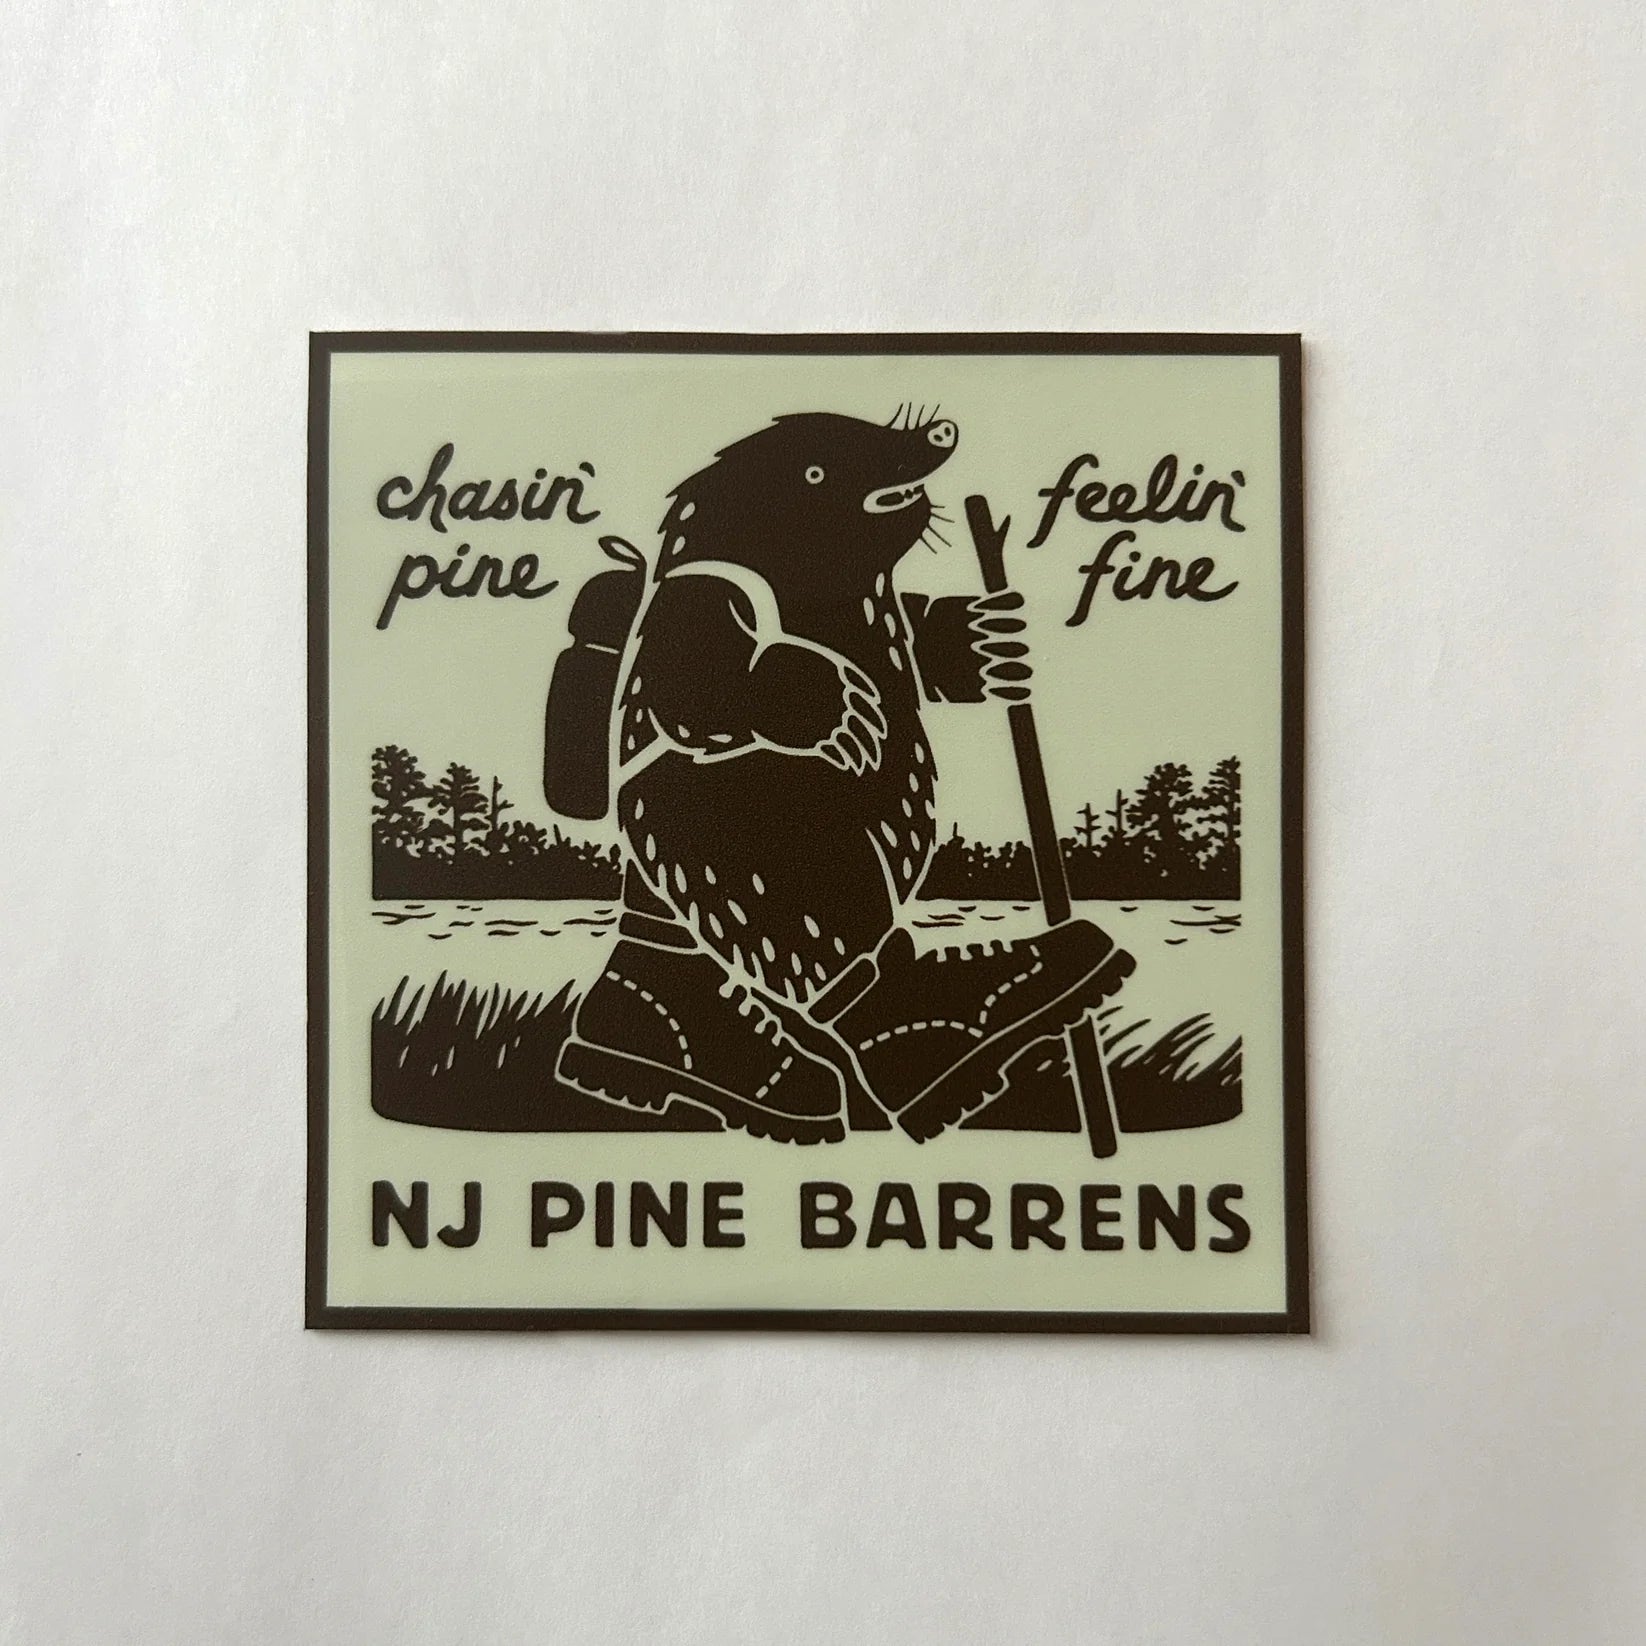 chasin'
pine
feelin'
fine
NJ PINE BARRENS